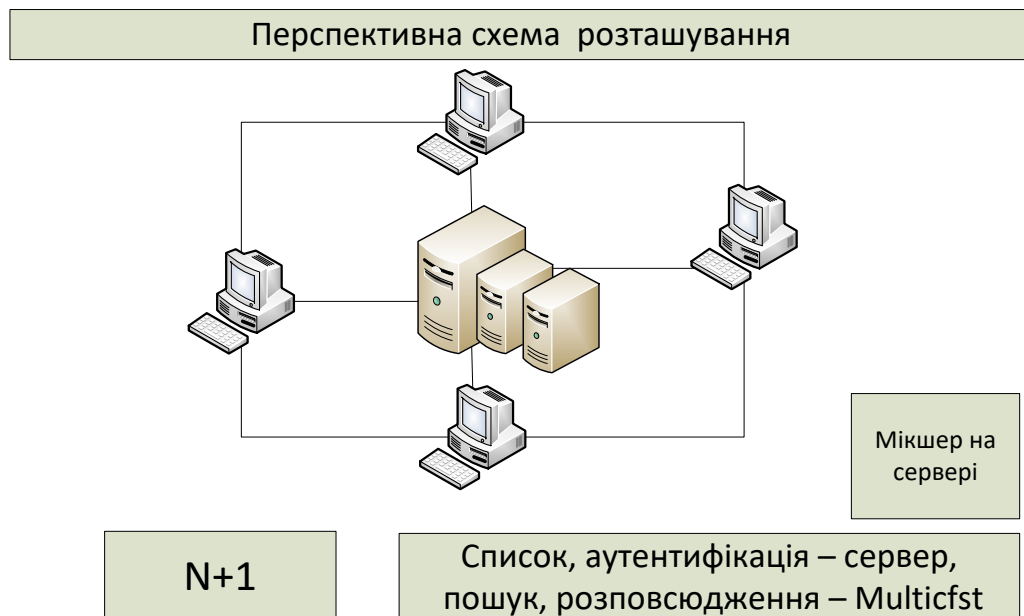 Перспективна схема розташування
Мікшер на
сервері
N+1
Список, аутентифікація – сервер,
пошук, розповсюдження – Multicfst